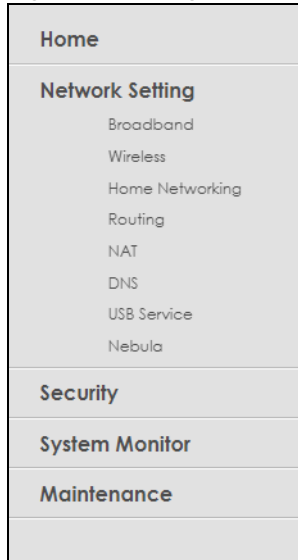 Home
Network Setting
Broadband
Wireless
Home Networking
Routing
NAT
DNS
USB Service
Nebula
Security
System Monitor
Maintenance